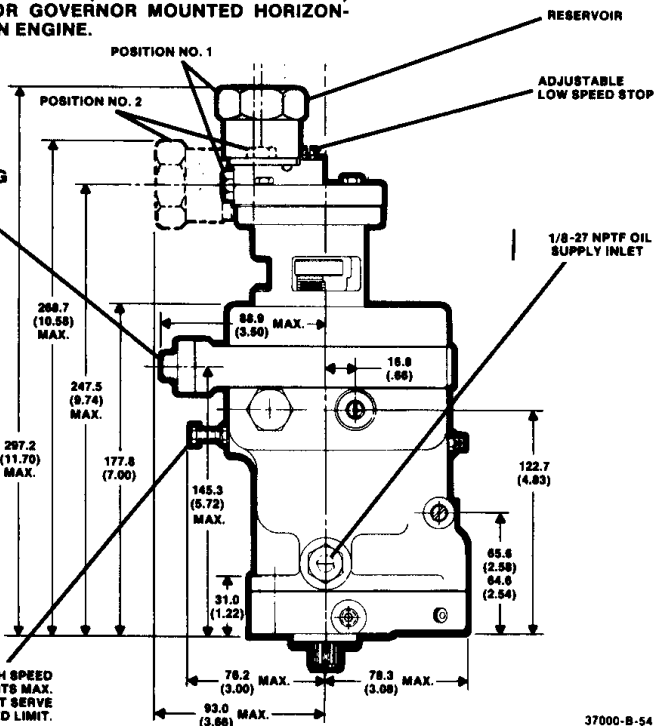 OR GOVERNOR MOUNTED HORIZON-
N ENGINE.
RESERVOIR
POSITION NO. 1
ADJUSTABLE
LOW SPEED STOP
POSITION NO. 2
1/8-27 NPTF OIL
SUPPLY INLET
268.7
(10.58)
MAX.
88.9 MAX.
(3.50)
16.8
(.66)
247.5
(9.74)
MAX.
297.2
(11.70)
MAX.
177.8
(7.00)
122.7
(4.83)
145.3
(5.72)
MAX.
65.6
(2.58)
64.6
(2.54)
31.0
(1.22)
H SPEED
ITS MAX.
T SERVE
D LIMIT.
76.2 MAX.
(3.00)
78.3 MAX.
(3.08)
93.0 MAX.
(3.66)
37000-B-54